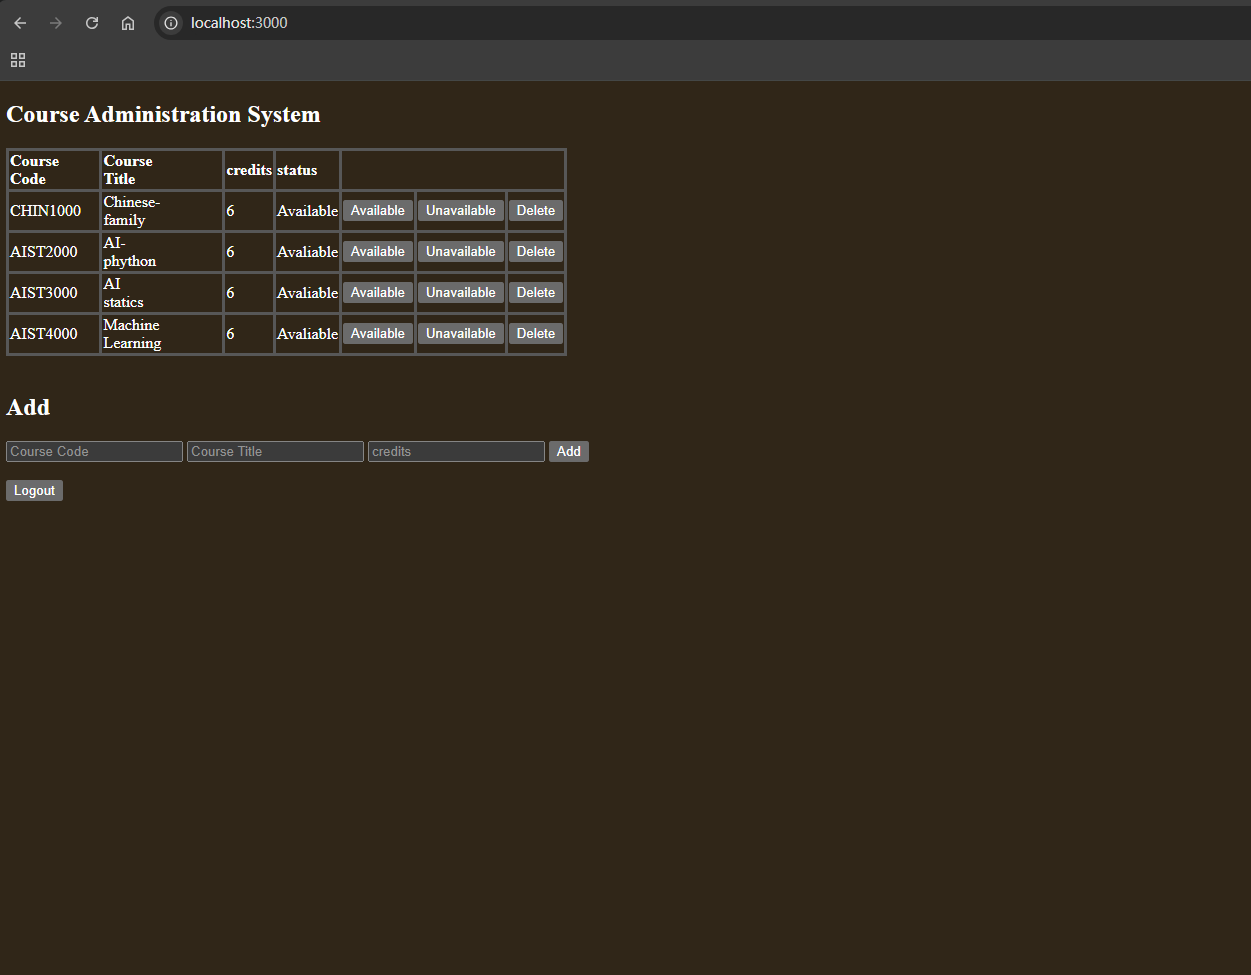 localhost:3000
Course Administration System
Course Code Course Title credits status
CHIN1000 Chinese-family 6 Available Available Unavailable Delete
AIST2000 AI-phython 6 Avaliable Available Unavailable Delete
AIST3000 AI statics 6 Avaliable Available Unavailable Delete
AIST4000 Machine Learning 6 Avaliable Available Unavailable Delete
Add
Course Code Course Title credits Add
Logout